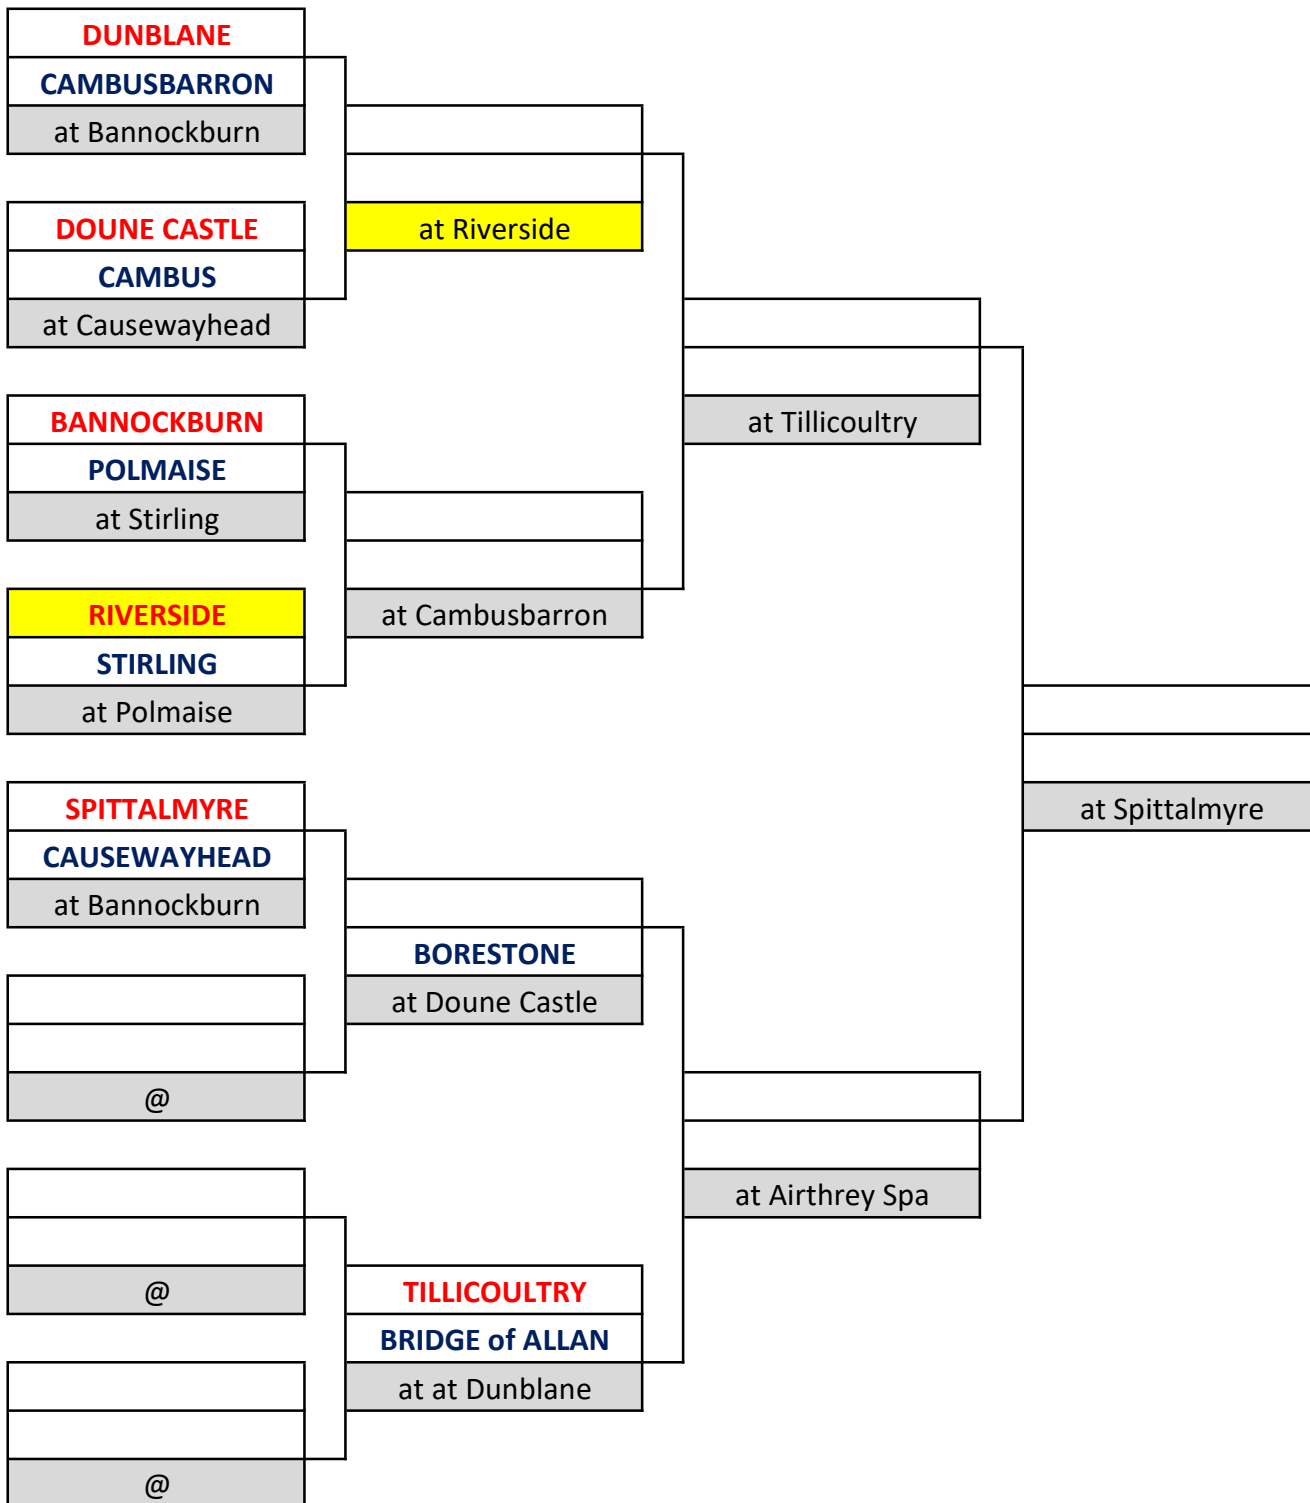 DUNBLANE
CAMBUSBARRON
at Bannockburn
DOUNE CASTLE
CAMBUS
at Causewayhead
BANNOCKBURN
POLMAISE
at Stirling
RIVERSIDE
STIRLING
at Polmaise
SPITTALMYRE
CAUSEWAYHEAD
at Bannockburn
@
@
@
at Riverside
at Cambusbarron
BORESTONE
at Doune Castle
TILLICOULTRY
BRIDGE of ALLAN
at at Dunblane
at Tillicoultry
at Airthrey Spa
at Spittalmyre